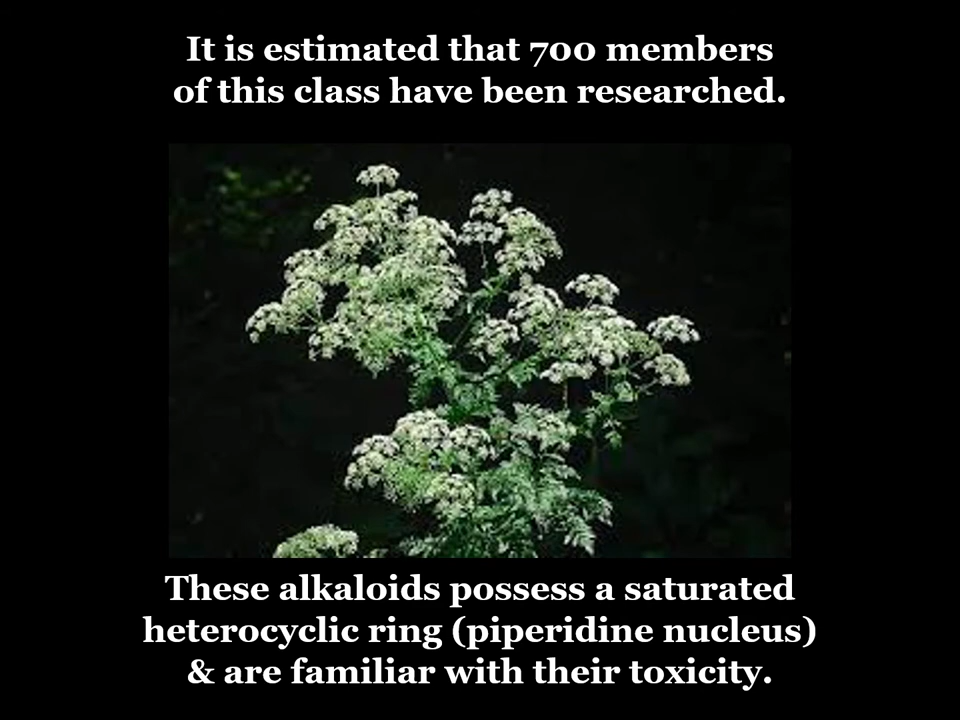 It is estimated that 700 members
of this class have been researched.
These alkaloids possess a saturated
heterocyclic ring (piperidine nucleus)
& are familiar with their toxicity.